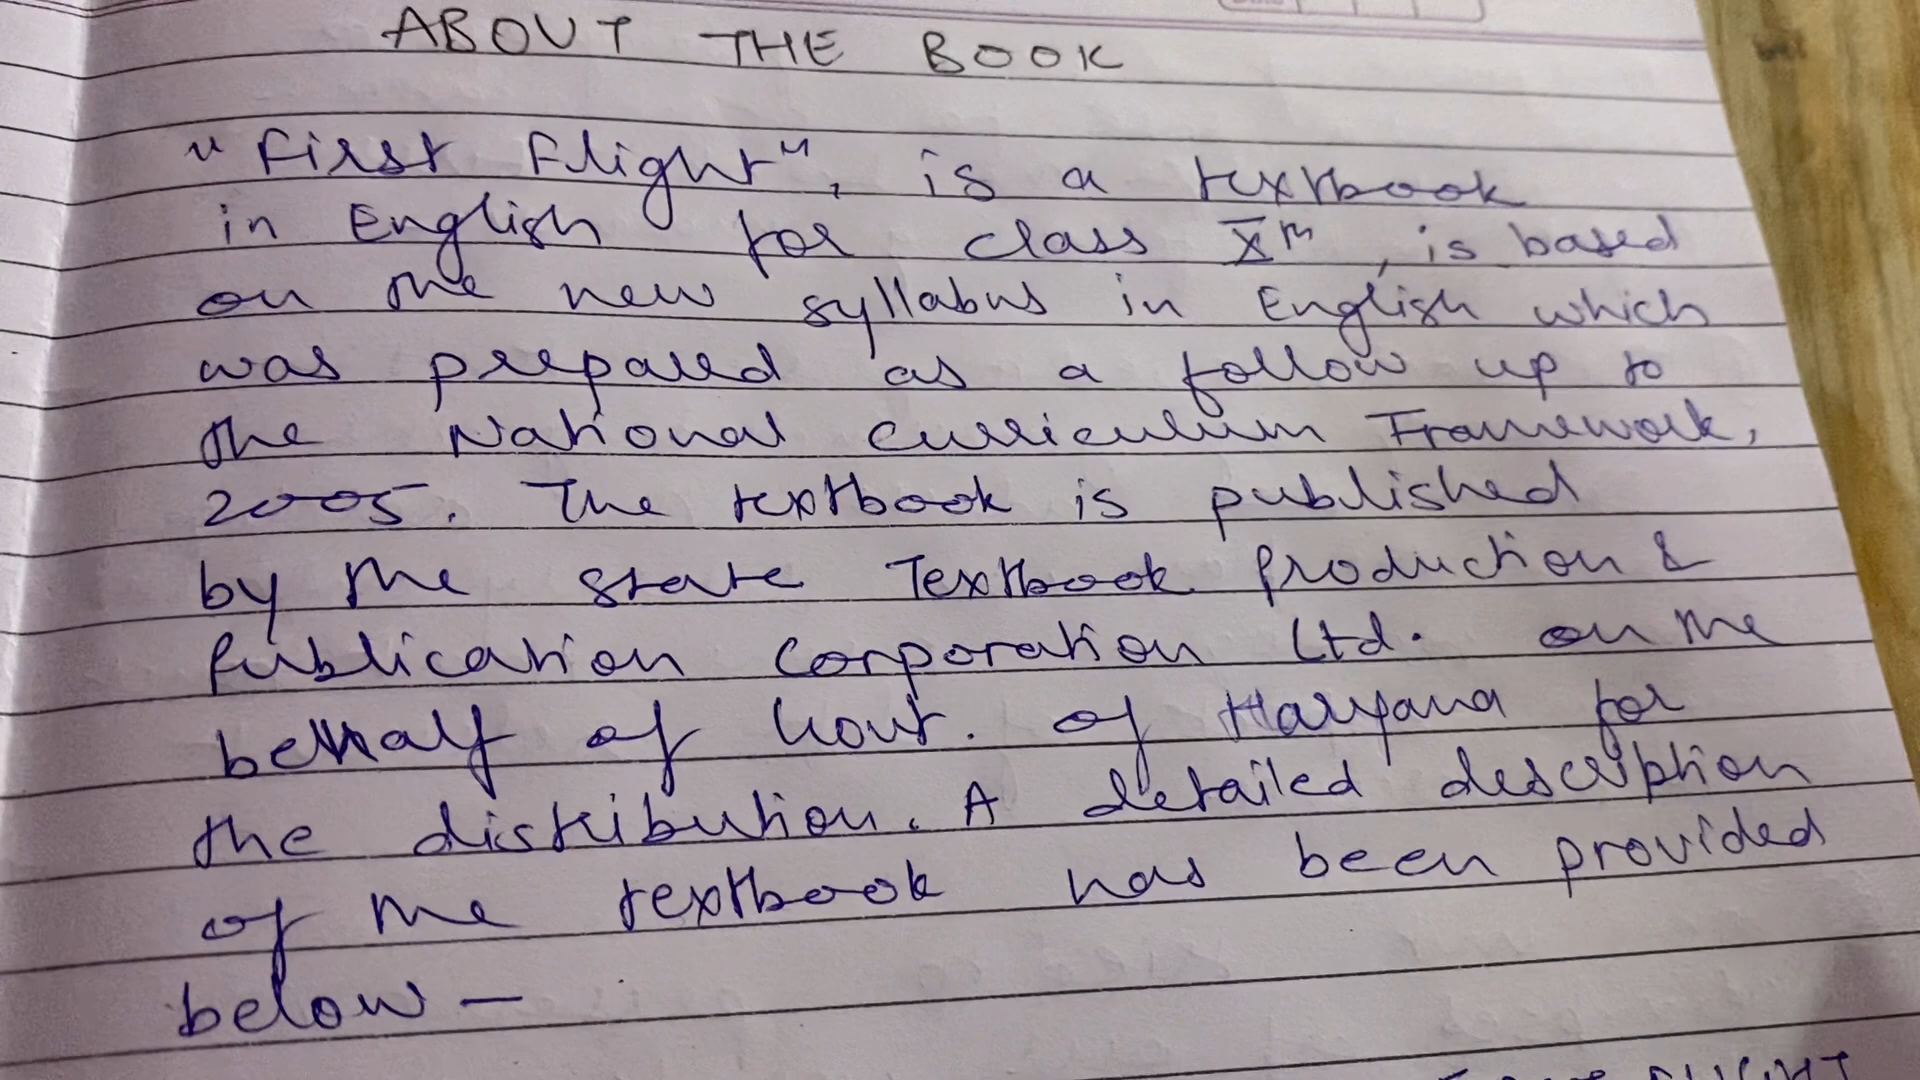 ABOUT THE BOOK
"First Flight", is a textbook
in English for class Xth, is based
on the new syllabus in English which
was prepared as a follow up to
the National Curriculum Framework,
2005. The textbook is published
by the State Textbook Production &
Publication Corporation Ltd. on the
behalf of Govt. of Haryana for
the distribution. A detailed description
of the textbook has been provided
below —